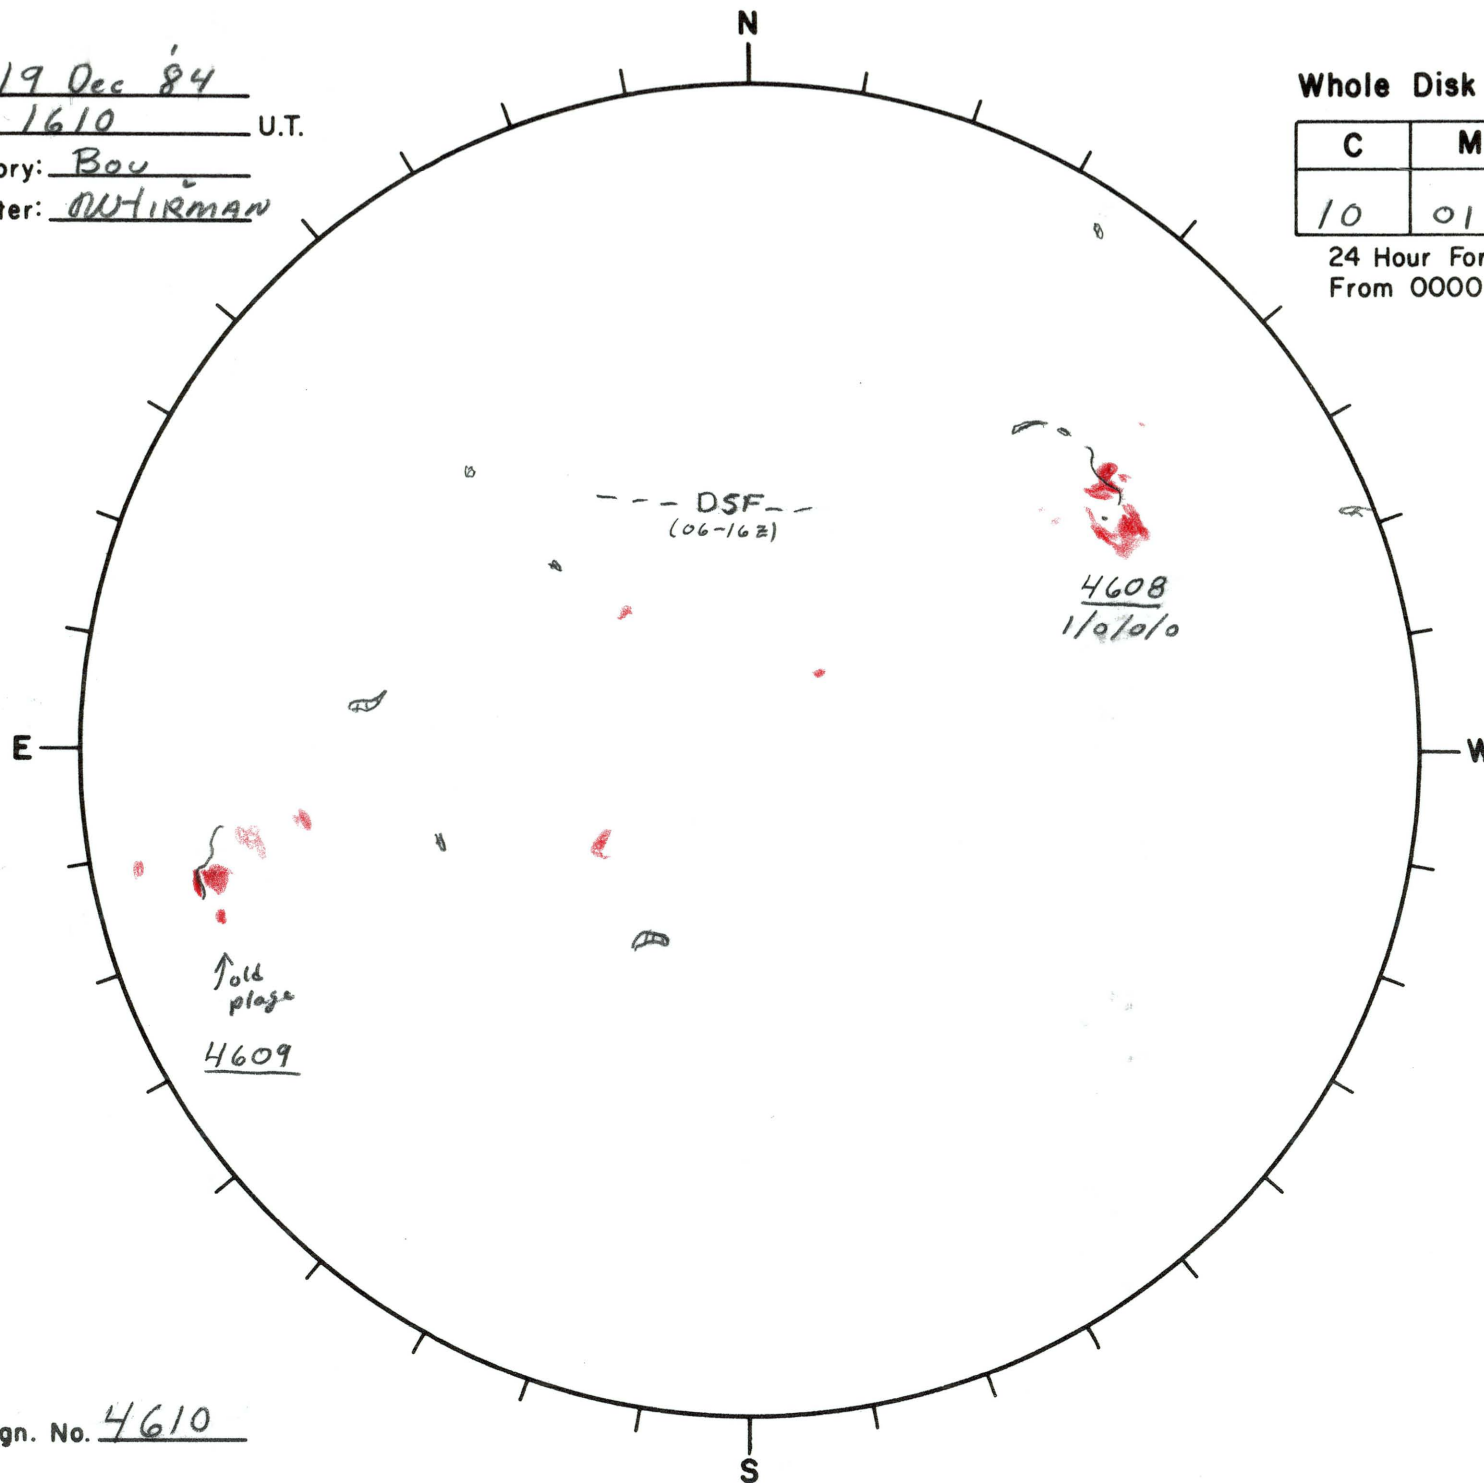 N
19 Dec '84
1610 U.T.
ory: Bou
ter:
Whole Disk
C M
10 01
24 Hour For
From 0000
--- DSF--
(06-16Z)
4608
1/0/0/0
E
W
↑old
plage
4609
gn. No. 4610
S